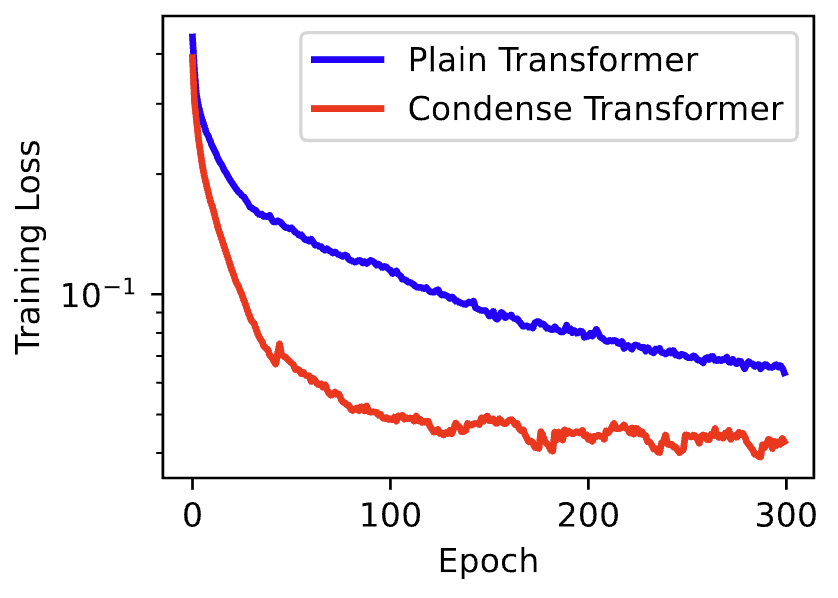 Plain Transformer
Condense Transformer
Training Loss
10⁻¹
0 100 200 300
Epoch